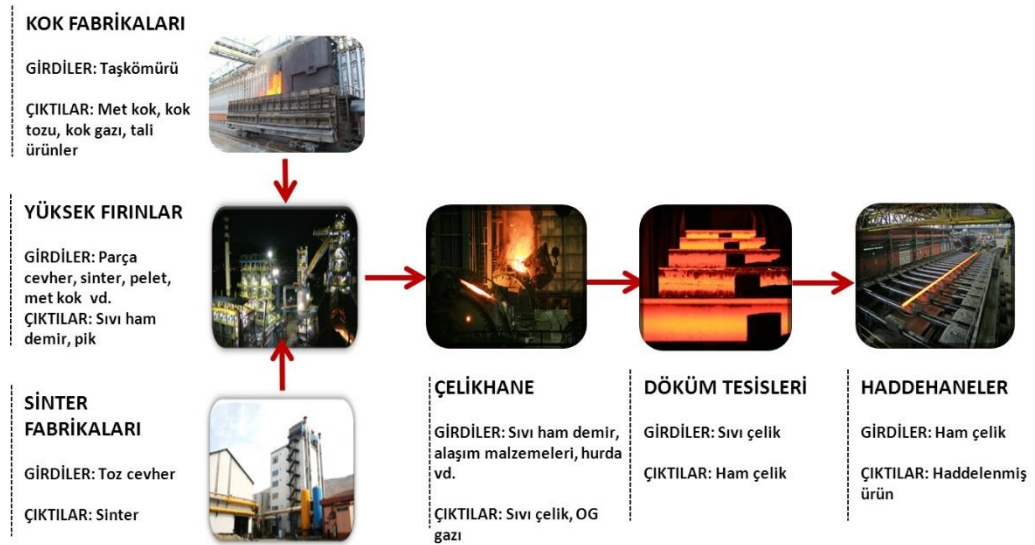 KOK FABRİKALARI
GİRDİLER: Taşkömürü
ÇIKTILAR: Met kok, kok
tozu, kok gazı, tali
ürünler
YÜKSEK FIRINLAR
GİRDİLER: Parça
cevher, sinter, pelet,
met kok vd.
ÇIKTILAR: Sıvı ham
demir, pik
SİNTER
FABRİKALARI
GİRDİLER: Toz cevher
ÇIKTILAR: Sinter
ÇELİKHANE
GİRDİLER: Sıvı ham demir,
alaşım malzemeleri, hurda
vd.
ÇIKTILAR: Sıvı çelik, OG
gazı
DÖKÜM TESİSLERİ
GİRDİLER: Sıvı çelik
ÇIKTILAR: Ham çelik
HADDEHANELER
GİRDİLER: Ham çelik
ÇIKTILAR: Haddelenmiş
ürün